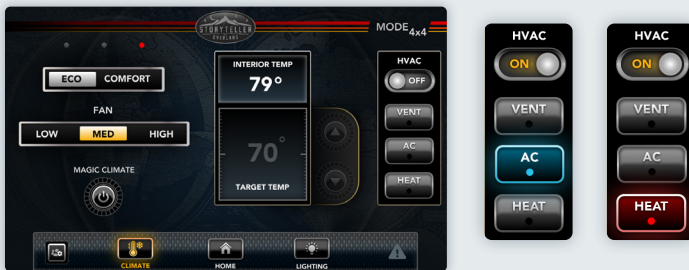 STORYTELLER
OVERLAND
MODE4x4
ECO COMFORT
FAN
LOW MED HIGH
MAGIC CLIMATE
INTERIOR TEMP
79°
70°
TARGET TEMP
HVAC
OFF
VENT
AC
HEAT
CLIMATE
HOME
LIGHTING
HVAC
ON
VENT
AC
HEAT
HVAC
ON
VENT
AC
HEAT